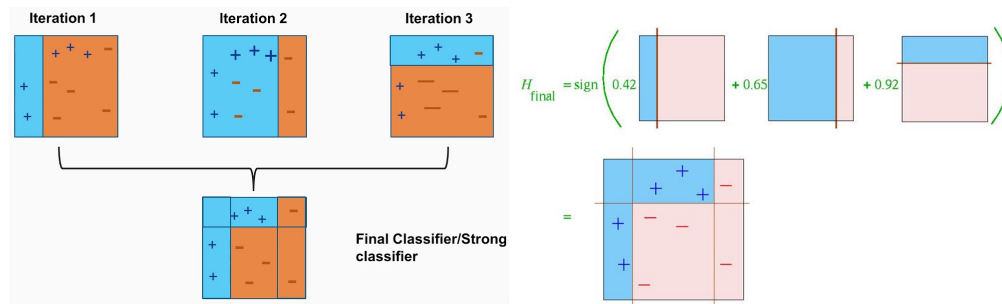 Iteration 1
Iteration 2
Iteration 3
Final Classifier/Strong
classifier
H final = sign ( 0.42 + 0.65 + 0.92 )
=